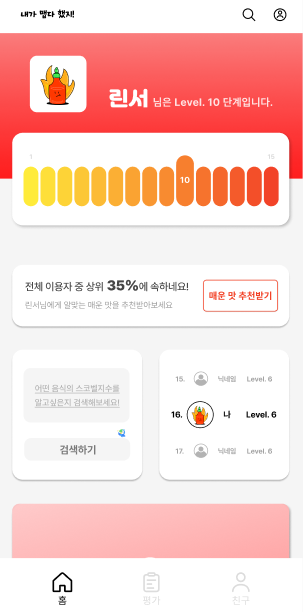 내가 맵다 했지!
린서 님은 Level. 10 단계입니다.
1
15
10
전체 이용자 중 상위 35%에 속하네요!
린서님에게 알맞는 매운 맛을 추천받아보세요
매운 맛 추천받기
어떤 음식의 스코빌지수를
알고싶은지 검색해보세요!
검색하기
15. 닉네임 Level. 6
16. 나 Level. 6
17. 닉네임 Level. 6
홈
평가
친구